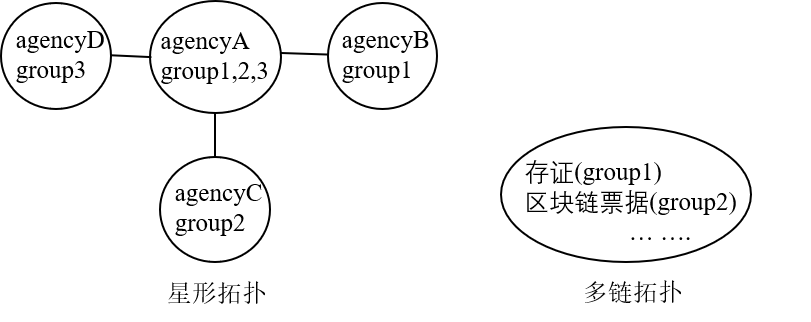 agencyD
group3
agencyA
group1,2,3
agencyB
group1
agencyC
group2
星形拓扑
存证(group1)
区块链票据(group2)
... ....
多链拓扑